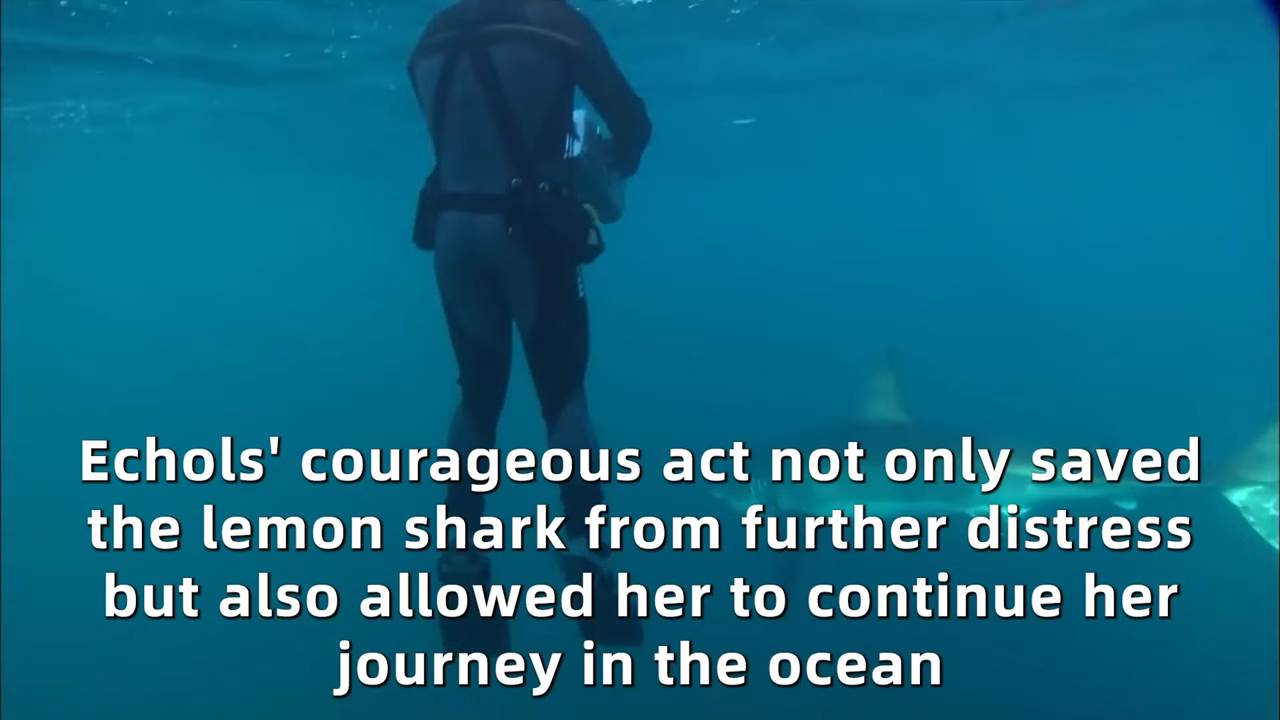 Echols' courageous act not only saved
the lemon shark from further distress
but also allowed her to continue her
journey in the ocean